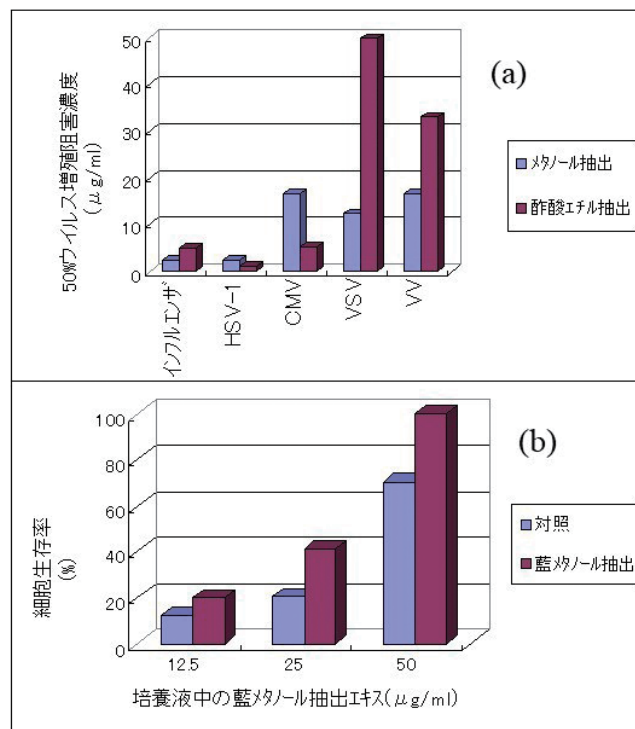 (a)
50%ウイルス増殖阻害濃度
(μg/ml)
50
40
30
20
10
0
インフルエンザ
HSV-1
CMV
VSV
VV
メタノール抽出
酢酸エチル抽出
(b)
細胞生存率
(%)
100
80
60
40
20
0
12.5
25
50
培養液中の藍メタノール抽出エキス(μg/ml)
対照
藍メタノール抽出